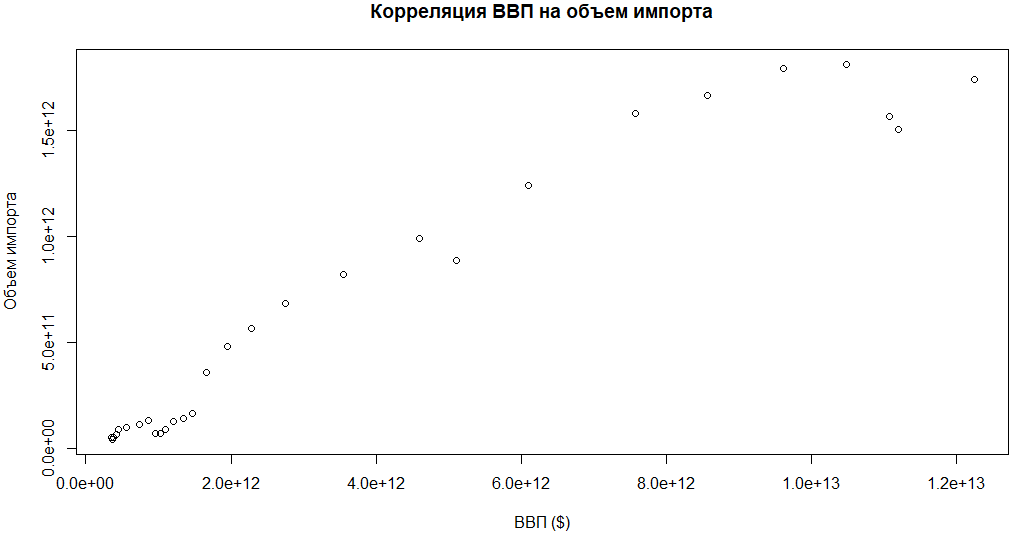 Корреляция ВВП на объем импорта
Объем импорта
1.5e+12
1.0e+12
5.0e+11
0.0e+00
0.0e+00 2.0e+12 4.0e+12 6.0e+12 8.0e+12 1.0e+13 1.2e+13
ВВП ($)